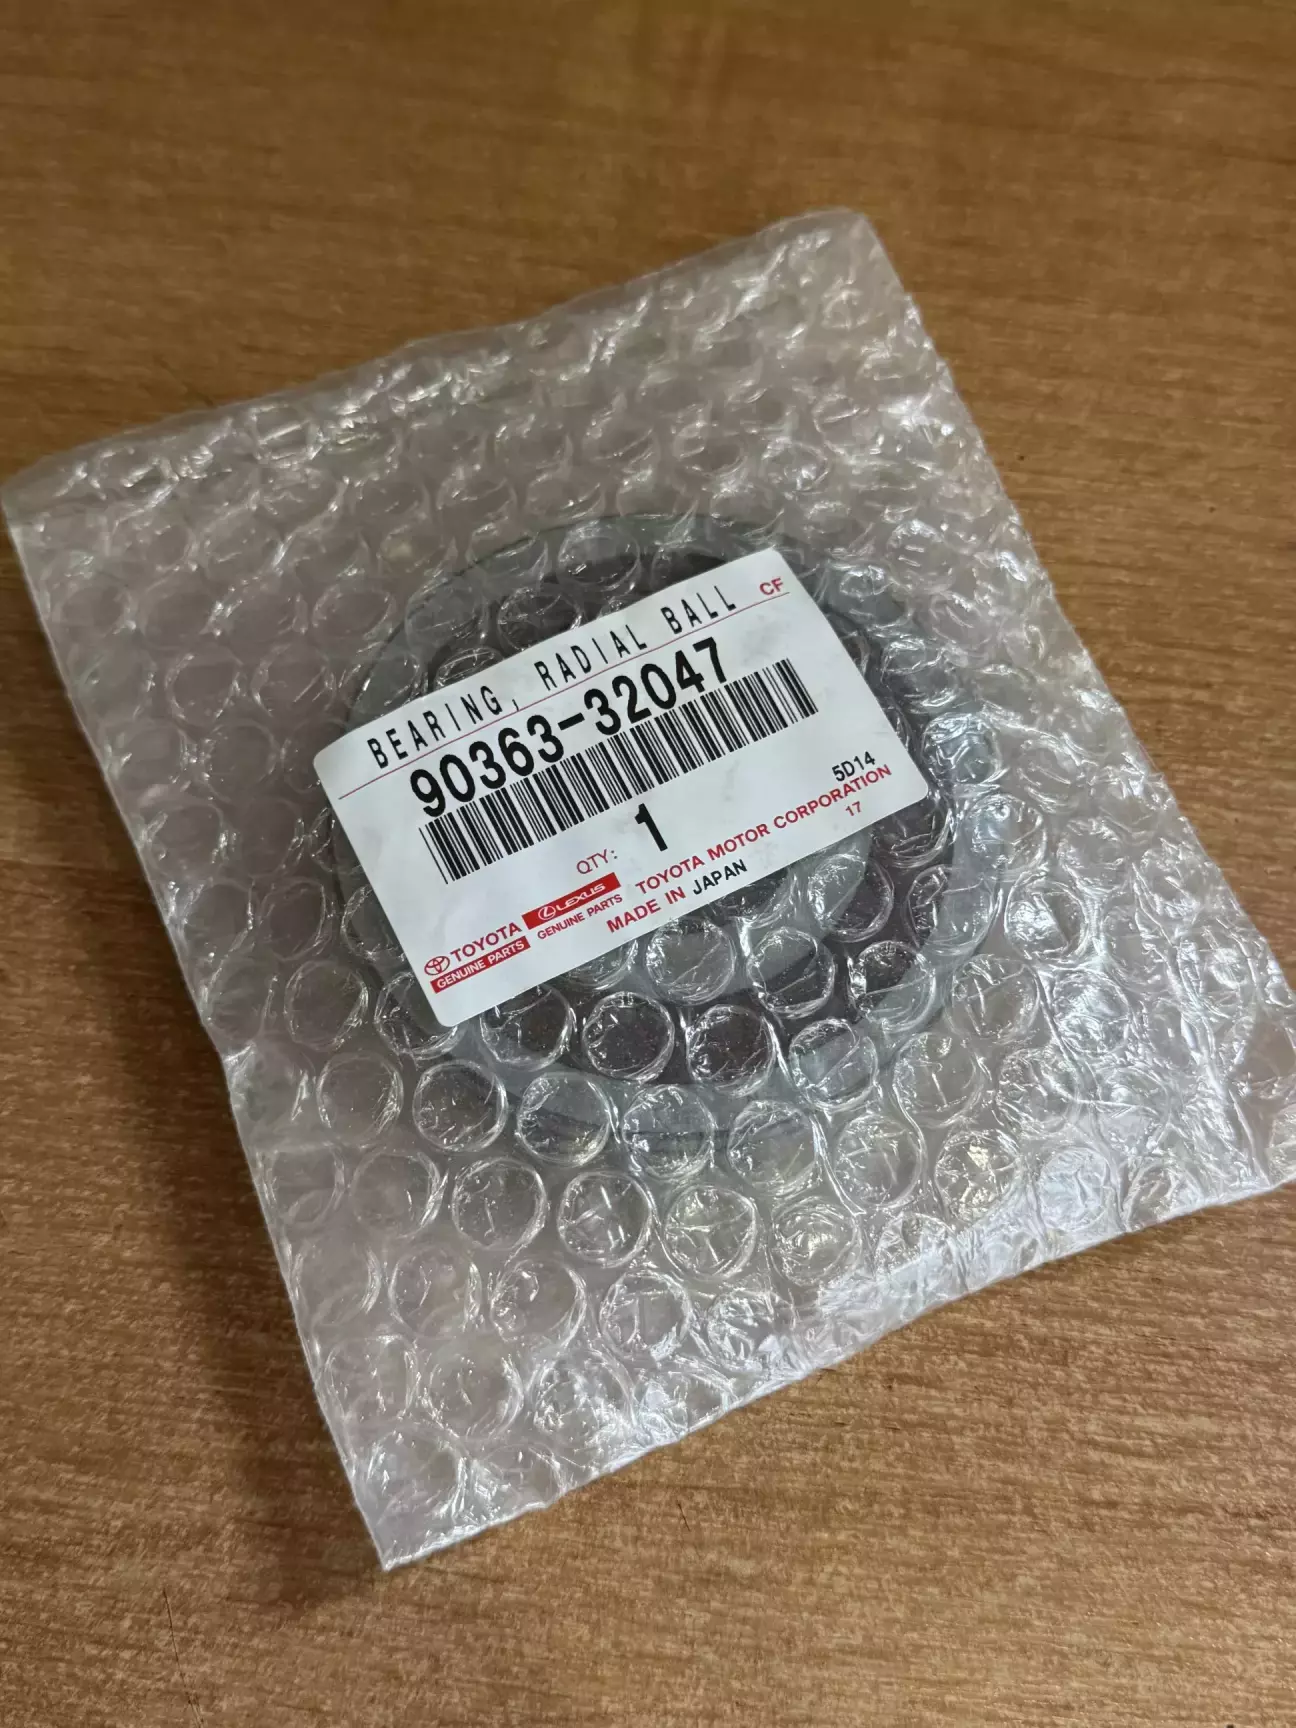 BEARING, RADIAL BALL CF
90363-32047
QTY: 1
5D14
TOYOTA LEXUS TOYOTA MOTOR CORPORATION
17
GENUINE PARTS GENUINE PARTS MADE IN JAPAN